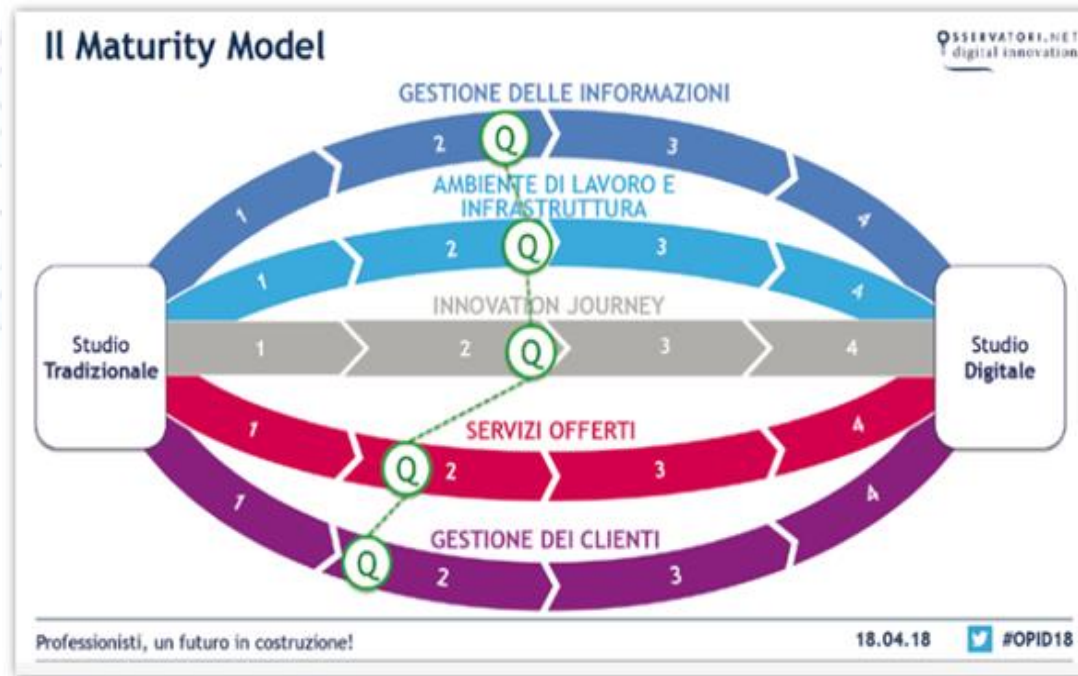 Il Maturity Model
OSSERVATORI.NET
digital innovation
GESTIONE DELLE INFORMAZIONI
1 2 Q 3 4
AMBIENTE DI LAVORO E
INFRASTRUTTURA
1 2 Q 3 4
Studio
Tradizionale
INNOVATION JOURNEY
1 2 Q 3 4
Studio
Digitale
SERVIZI OFFERTI
1 Q 2 3 4
GESTIONE DEI CLIENTI
1 Q 2 3 4
Professionisti, un futuro in costruzione!
18.04.18
#OPID18